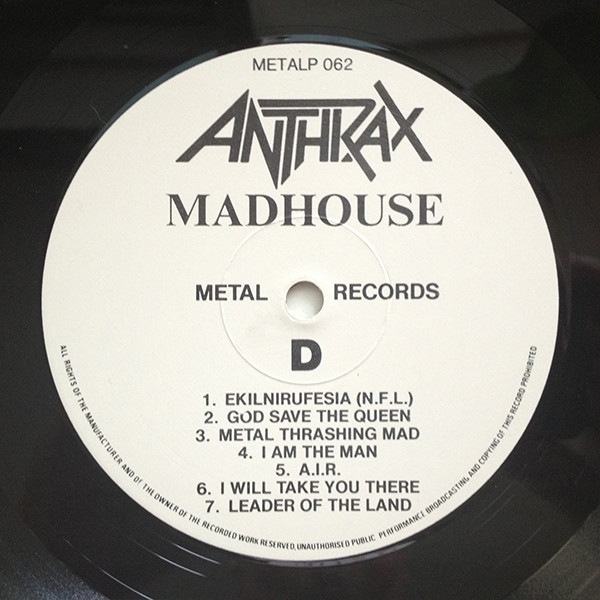 METALP 062
ANTHRAX
MADHOUSE
METAL RECORDS
D
1. EKILNIRUFESIA (N.F.L.)
2. GOD SAVE THE QUEEN
3. METAL THRASHING MAD
4. I AM THE MAN
5. A.I.R.
6. I WILL TAKE YOU THERE
7. LEADER OF THE LAND
ALL RIGHTS OF THE MANUFACTURER AND OF THE OWNER OF THE RECORDED WORK RESERVED, UNAUTHORISED PUBLIC PERFORMANCE BROADCASTING AND COPYING OF THIS RECORD PROHIBITED